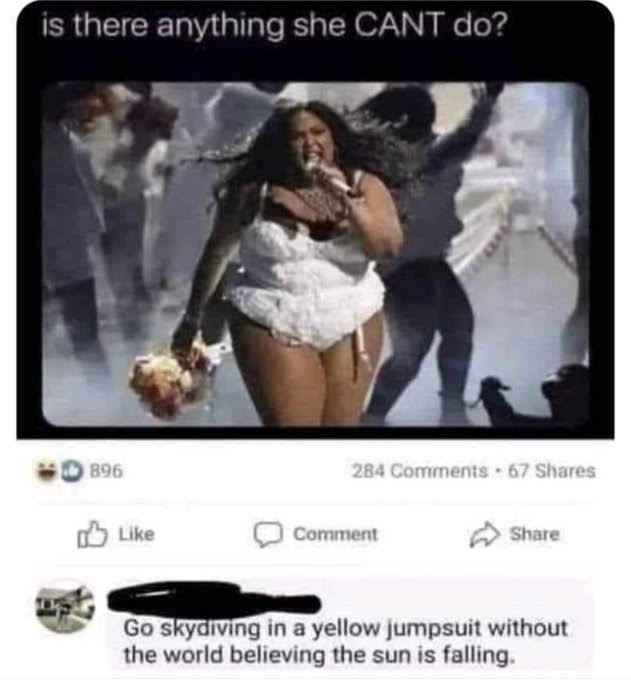 is there anything she CANT do?
896
284 Comments • 67 Shares
Like
Comment
Share
Go skydiving in a yellow jumpsuit without
the world believing the sun is falling.